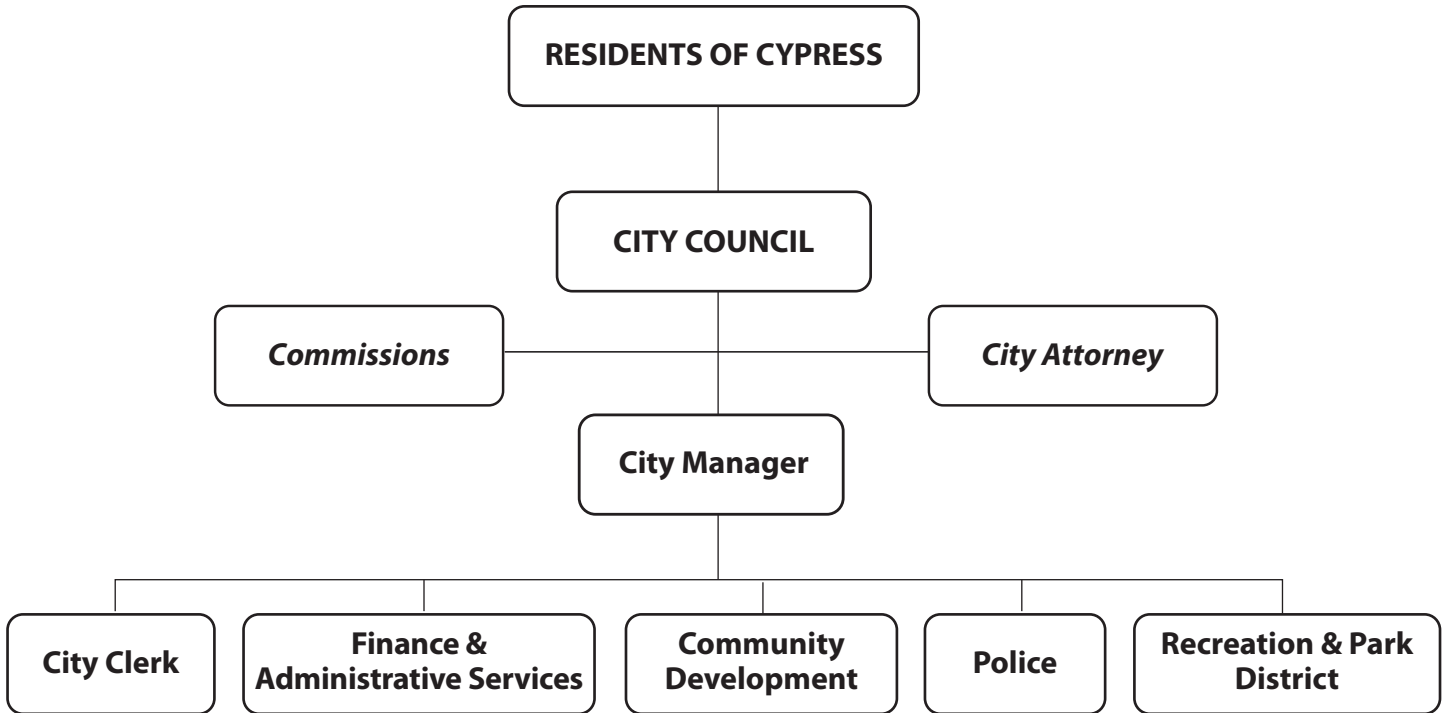 RESIDENTS OF CYPRESS
CITY COUNCIL
Commissions
City Attorney
City Manager
City Clerk
Finance &
Administrative Services
Community
Development
Police
Recreation & Park
District